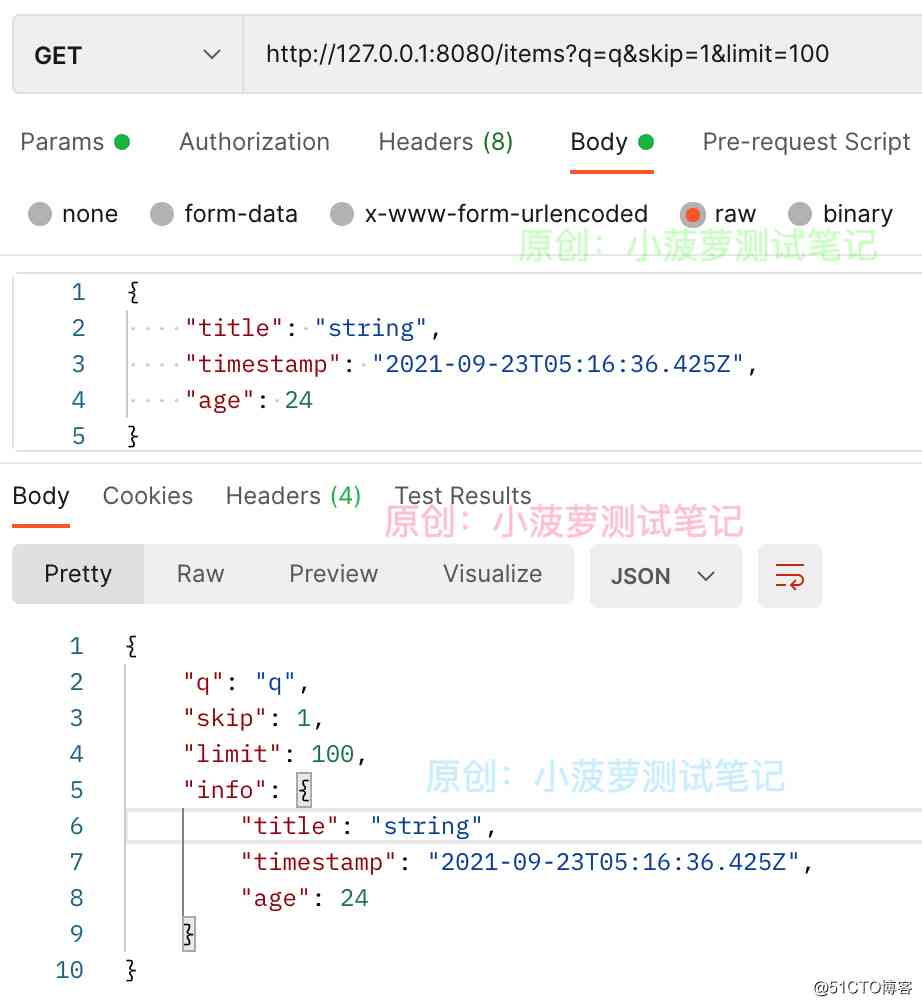 GET http://127.0.0.1:8080/items?q=q&skip=1&limit=100
Params Authorization Headers (8) Body Pre-request Script
none form-data x-www-form-urlencoded raw binary
原创：小菠萝测试笔记
1 {
2 "title": "string",
3 "timestamp": "2021-09-23T05:16:36.425Z",
4 "age": 24
5 }
Body Cookies Headers (4) Test Results
原创：小菠萝测试笔记
Pretty Raw Preview Visualize JSON
1 {
2 "q": "q",
3 "skip": 1,
4 "limit": 100,
原创：小菠萝测试笔记
5 "info": {
6 "title": "string",
7 "timestamp": "2021-09-23T05:16:36.425Z",
8 "age": 24
9 }
10 }
@51CTO博客